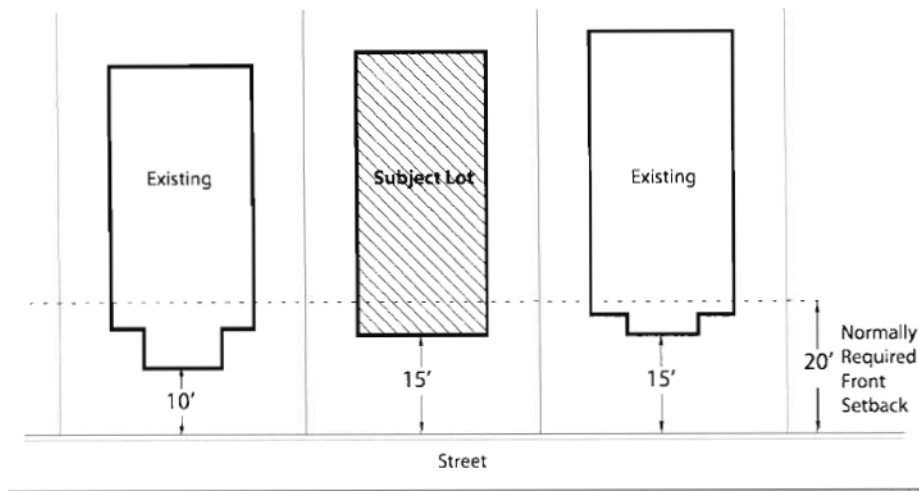 Existing
Subject Lot
Existing
10′
15′
15′
20′
Normally
Required
Front
Setback
Street